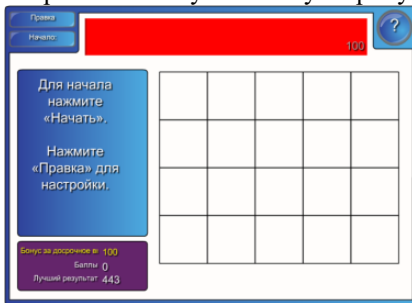 Правка
Начало:
100
?
Для начала
нажмите
«Начать».
Нажмите
«Правка» для
настройки.
Бонус за досрочное в 100
Баллы 0
Лучший результат 443